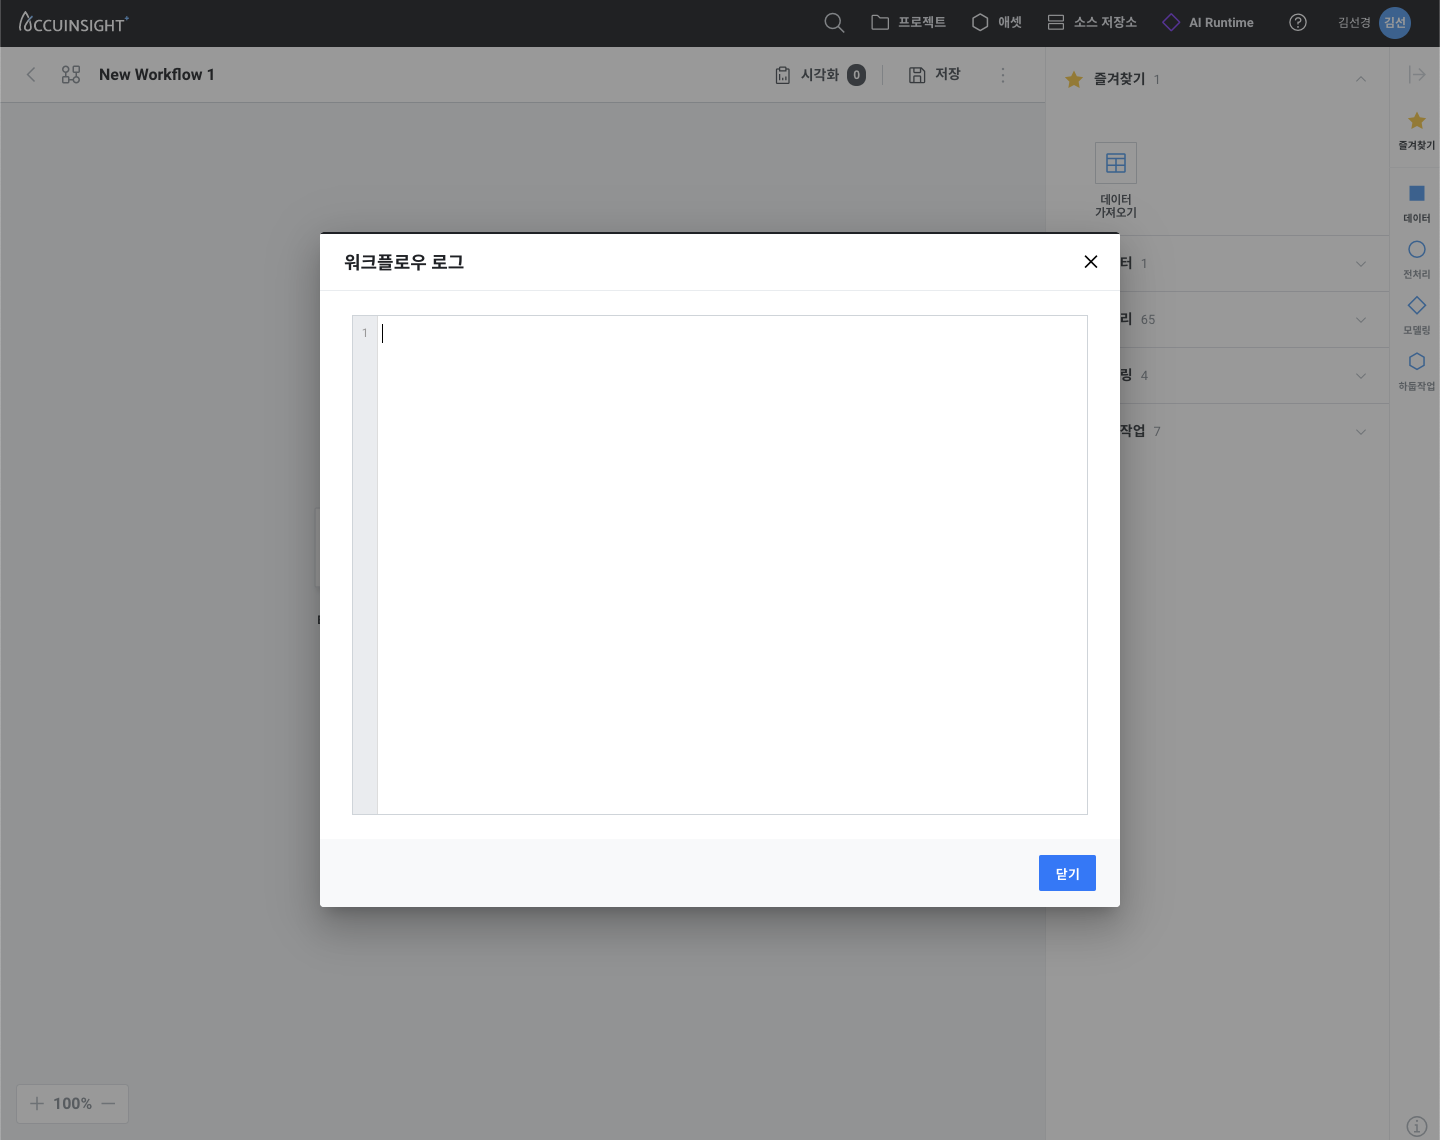 ACCUINSIGHT+
프로젝트
애셋
소스 저장소
AI Runtime
김선경
김선
New Workflow 1
시각화 0
저장
즐겨찾기 1
데이터
가져오기
터 1
리 65
링 4
작업 7
즐겨찾기
데이터
전처리
모델링
하둡작업
워크플로우 로그
1
닫기
100%